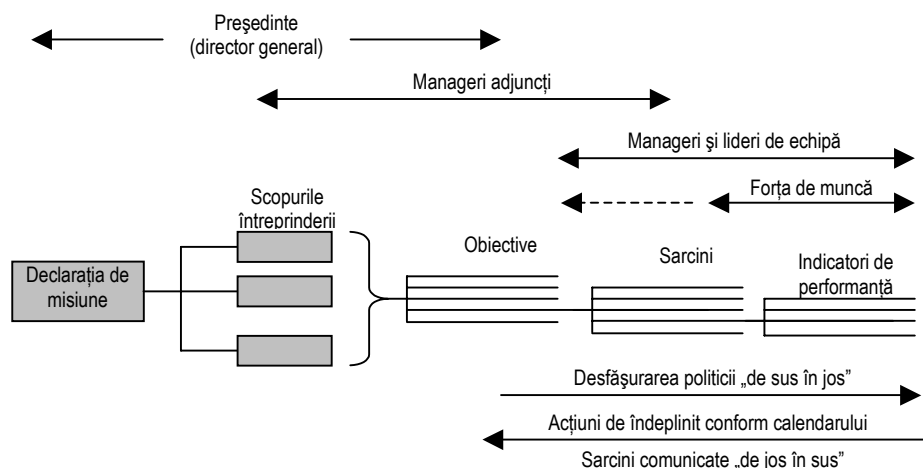 Preşedinte
(director general)
Manageri adjuncți
Manageri şi lideri de echipă
Forța de muncă
Scopurile
întreprinderii
Obiective
Sarcini
Indicatori de
performanță
Declarația de
misiune
Desfăşurarea politicii „de sus în jos”
Acțiuni de îndeplinit conform calendarului
Sarcini comunicate „de jos în sus”